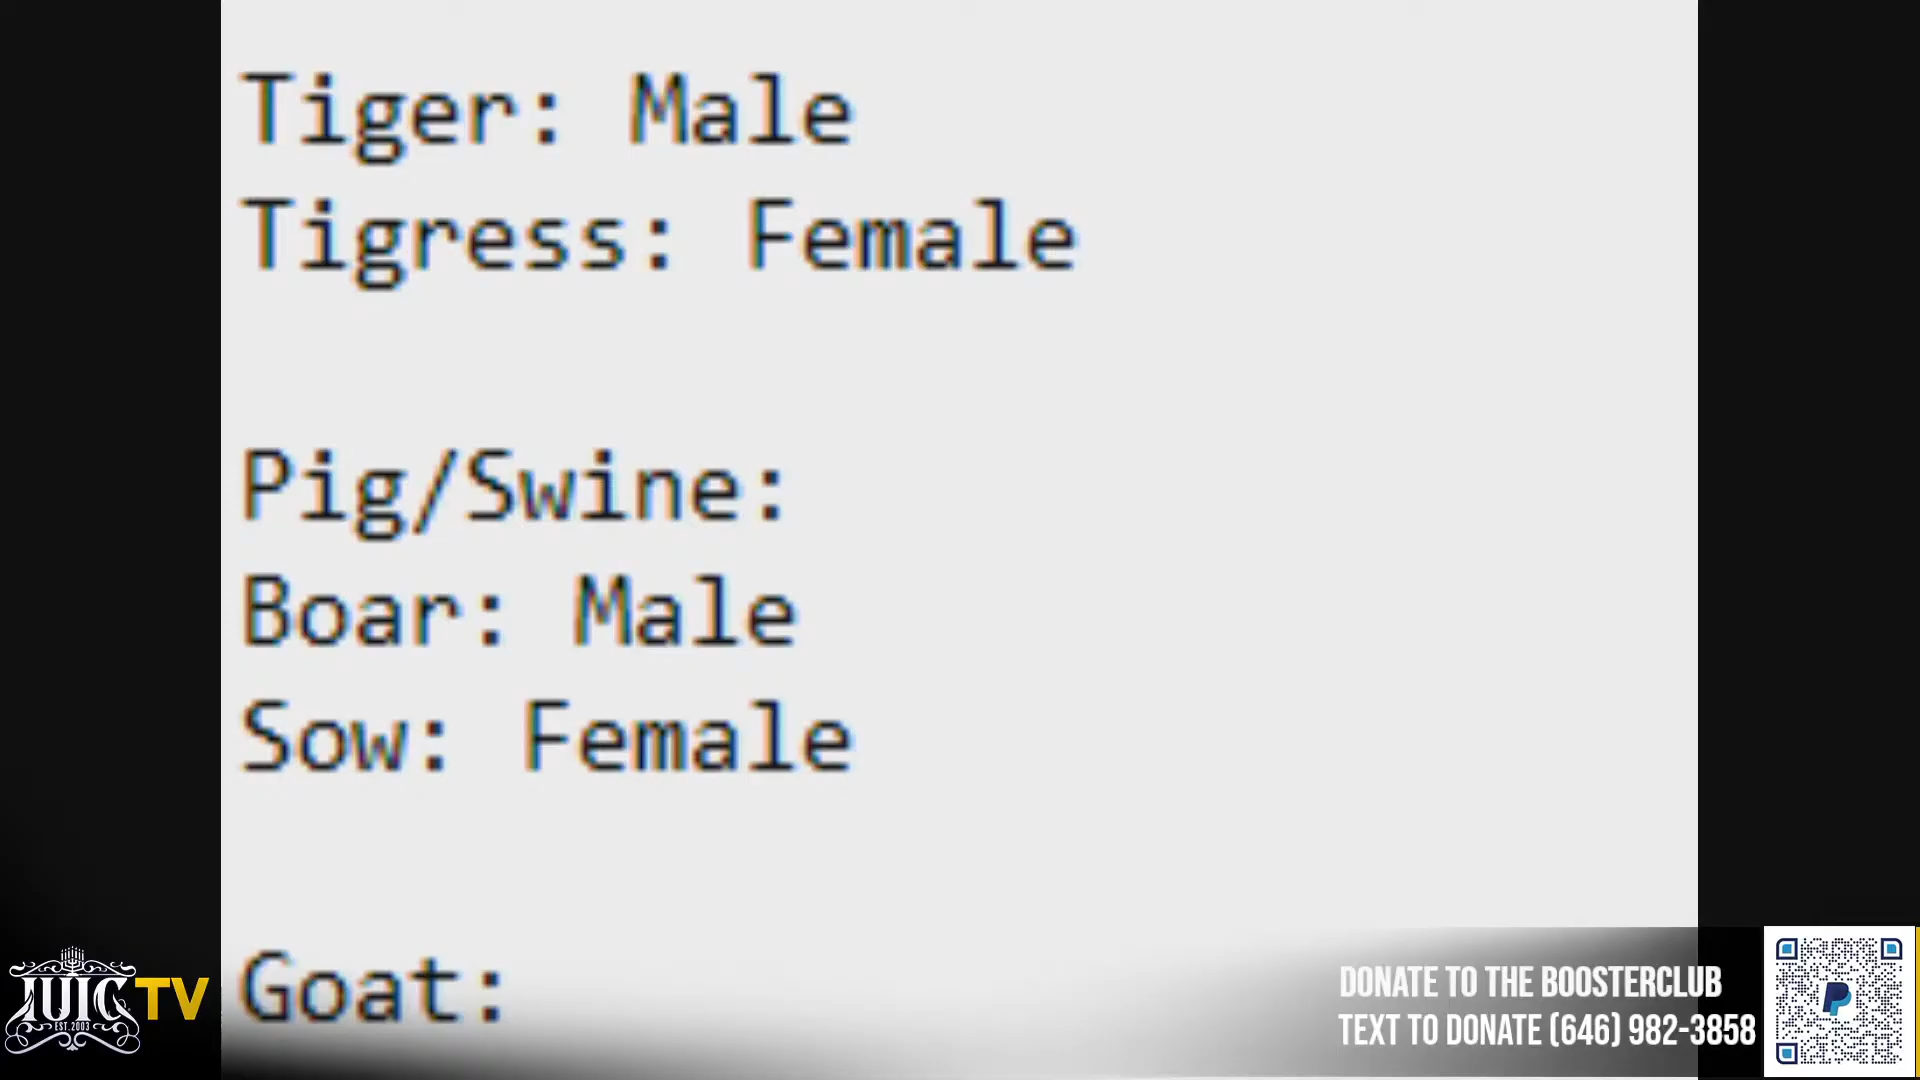 Tiger: Male
Tigress: Female
Pig/Swine:
Boar: Male
Sow: Female
Goat:
IUIC TV
EST. 2003
DONATE TO THE BOOSTERCLUB
TEXT TO DONATE (646) 982-3858